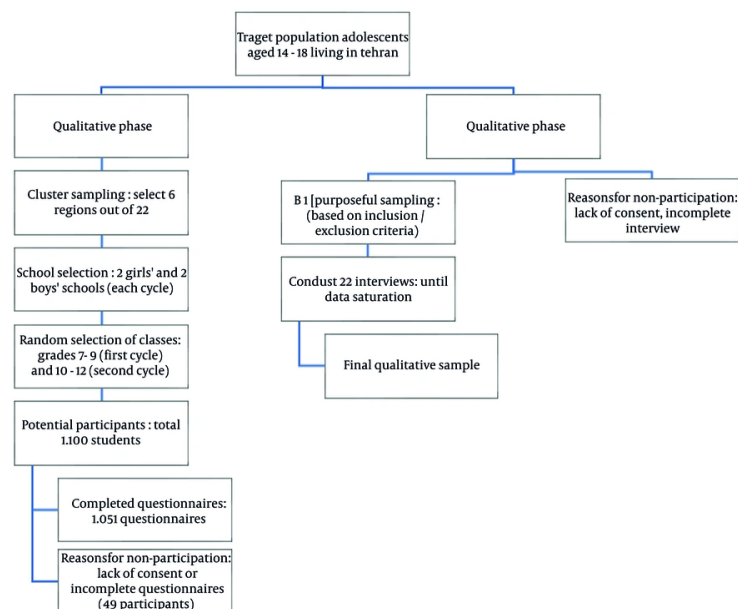 Traget population adolescents
aged 14 - 18 living in tehran
Qualitative phase
Cluster sampling : select 6
regions out of 22
School selection : 2 girls' and 2
boys' schools (each cycle)
Random selection of classes:
grades 7- 9 (first cycle)
and 10 - 12 (second cycle)
Potential participants : total
1.100 students
Completed questionnaires:
1.051 questionnaires
Reasonsfor non-participation:
lack of consent or
incomplete questionnaires
(49 participants)
Qualitative phase
B 1 [purposeful sampling :
(based on inclusion /
exclusion criteria)
Condust 22 interviews: until
data saturation
Final qualitative sample
Reasonsfor non-participation:
lack of consent, incomplete
interview